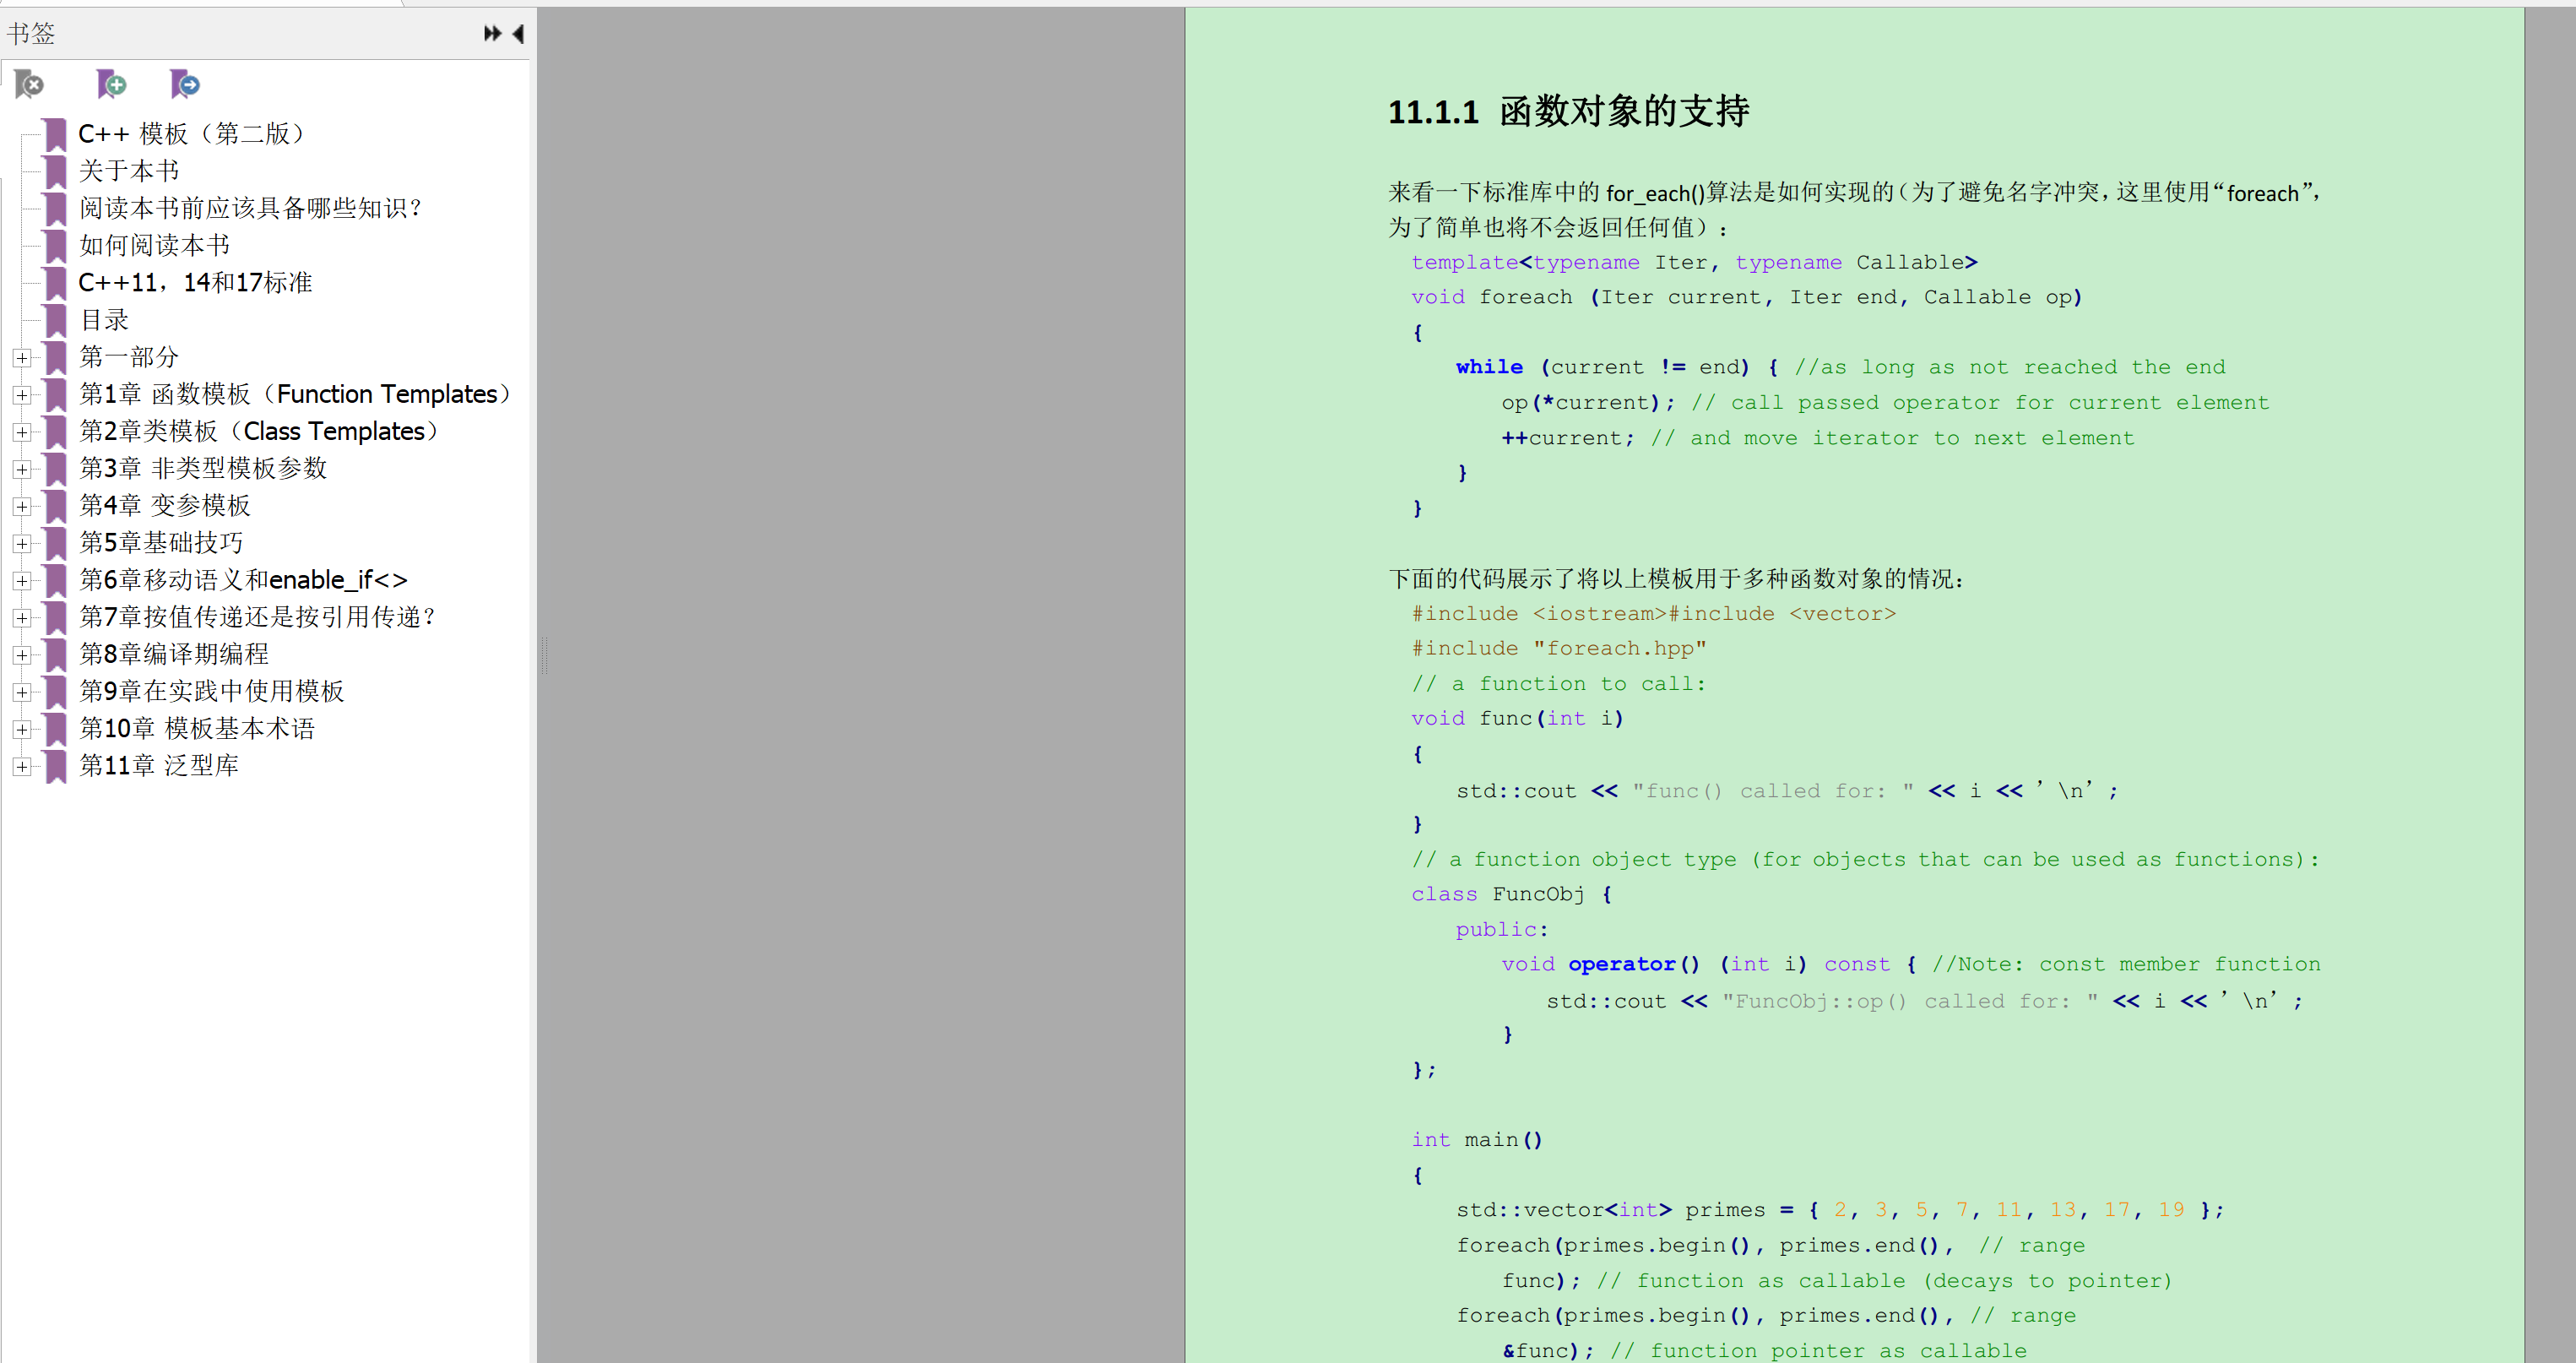 书签
C++ 模板（第二版）
关于本书
阅读本书前应该具备哪些知识？
如何阅读本书
C++11，14和17标准
目录
第一部分
第1章 函数模板（Function Templates）
第2章类模板（Class Templates）
第3章 非类型模板参数
第4章 变参模板
第5章基础技巧
第6章移动语义和enable_if<>
第7章按值传递还是按引用传递？
第8章编译期编程
第9章在实践中使用模板
第10章 模板基本术语
第11章 泛型库
11.1.1 函数对象的支持
来看一下标准库中的 for_each()算法是如何实现的（为了避免名字冲突，这里使用“foreach”，
为了简单也将不会返回任何值）：
template<typename Iter, typename Callable>
void foreach (Iter current, Iter end, Callable op)
{
while (current != end) { //as long as not reached the end
op(*current); // call passed operator for current element
++current; // and move iterator to next element
}
}
下面的代码展示了将以上模板用于多种函数对象的情况：
#include <iostream>#include <vector>
#include "foreach.hpp"
// a function to call:
void func(int i)
{
std::cout << "func() called for: " << i << ’\n’;
}
// a function object type (for objects that can be used as functions):
class FuncObj {
public:
void operator() (int i) const { //Note: const member function
std::cout << "FuncObj::op() called for: " << i << ’\n’;
}
};
int main()
{
std::vector<int> primes = { 2, 3, 5, 7, 11, 13, 17, 19 };
foreach(primes.begin(), primes.end(), // range
func); // function as callable (decays to pointer)
foreach(primes.begin(), primes.end(), // range
&func); // function pointer as callable